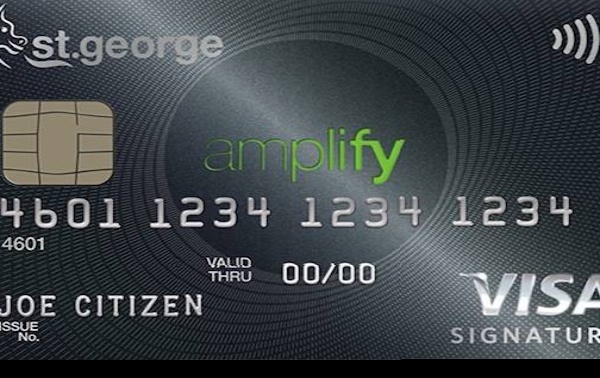 st.george
amplify
4601 1234 1234 1234
4601
VALID
THRU 00/00
JOE CITIZEN
VISA
ISSUE
No.
SIGNATUR